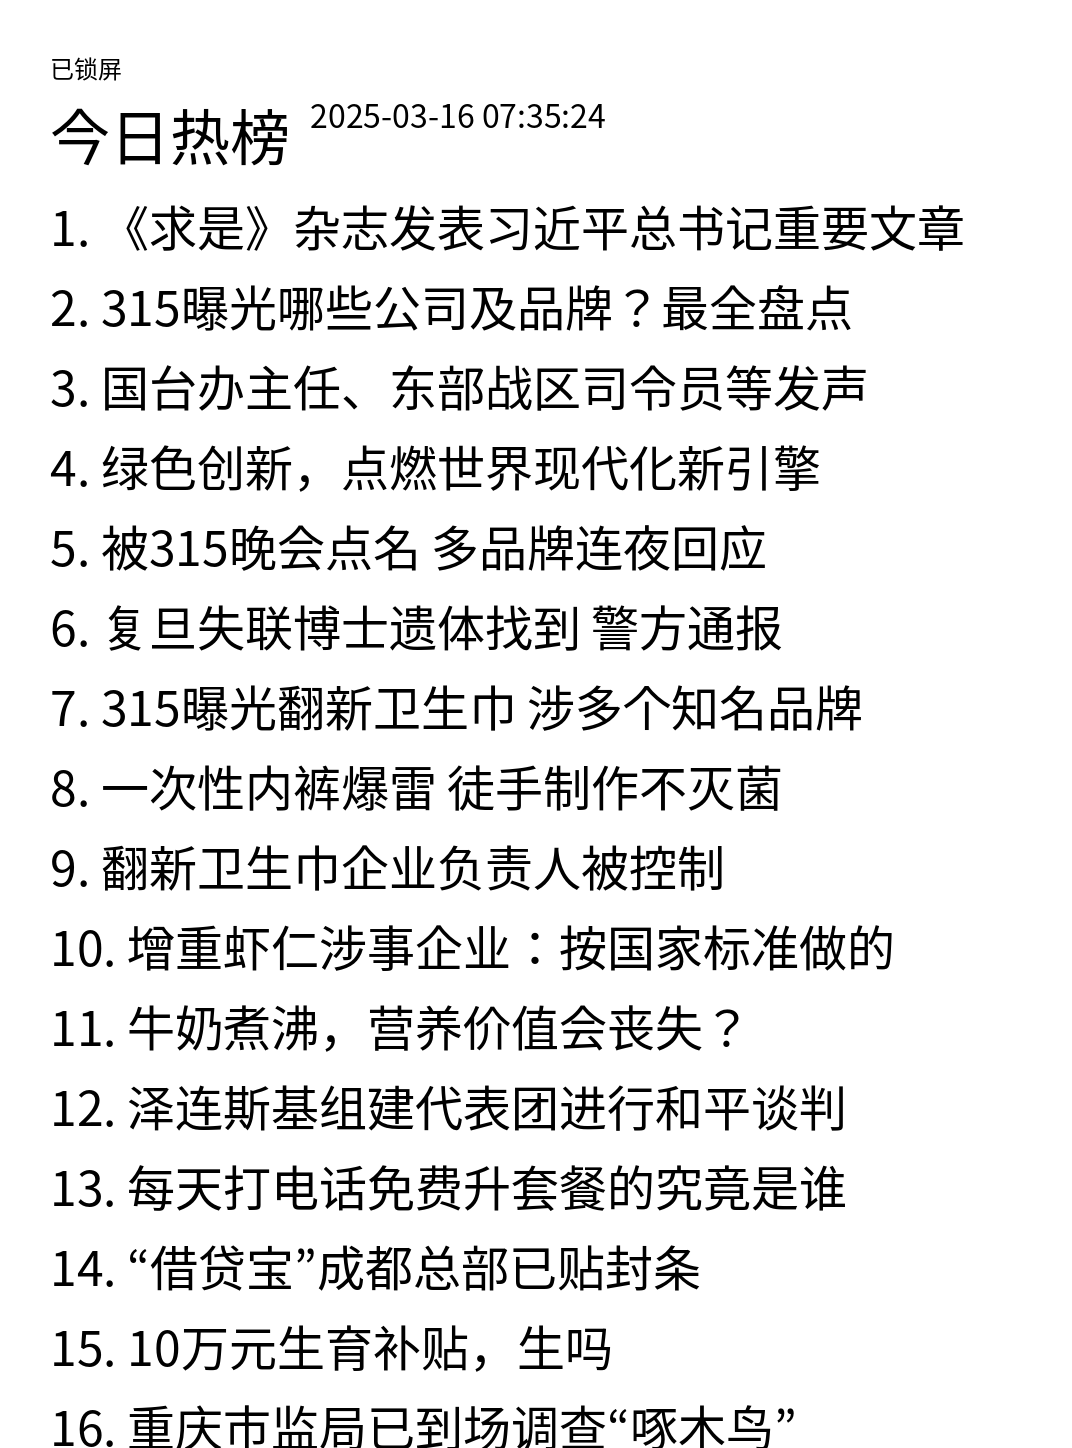 已锁屏
今日热榜 2025-03-16 07:35:24
1. 《求是》杂志发表习近平总书记重要文章
2. 315曝光哪些公司及品牌？最全盘点
3. 国台办主任、东部战区司令员等发声
4. 绿色创新，点燃世界现代化新引擎
5. 被315晚会点名 多品牌连夜回应
6. 复旦失联博士遗体找到 警方通报
7. 315曝光翻新卫生巾 涉多个知名品牌
8. 一次性内裤爆雷 徒手制作不灭菌
9. 翻新卫生巾企业负责人被控制
10. 增重虾仁涉事企业：按国家标准做的
11. 牛奶煮沸，营养价值会丧失？
12. 泽连斯基组建代表团进行和平谈判
13. 每天打电话免费升套餐的究竟是谁
14. “借贷宝”成都总部已贴封条
15. 10万元生育补贴，生吗
16. 重庆市监局已到场调查“啄木鸟”